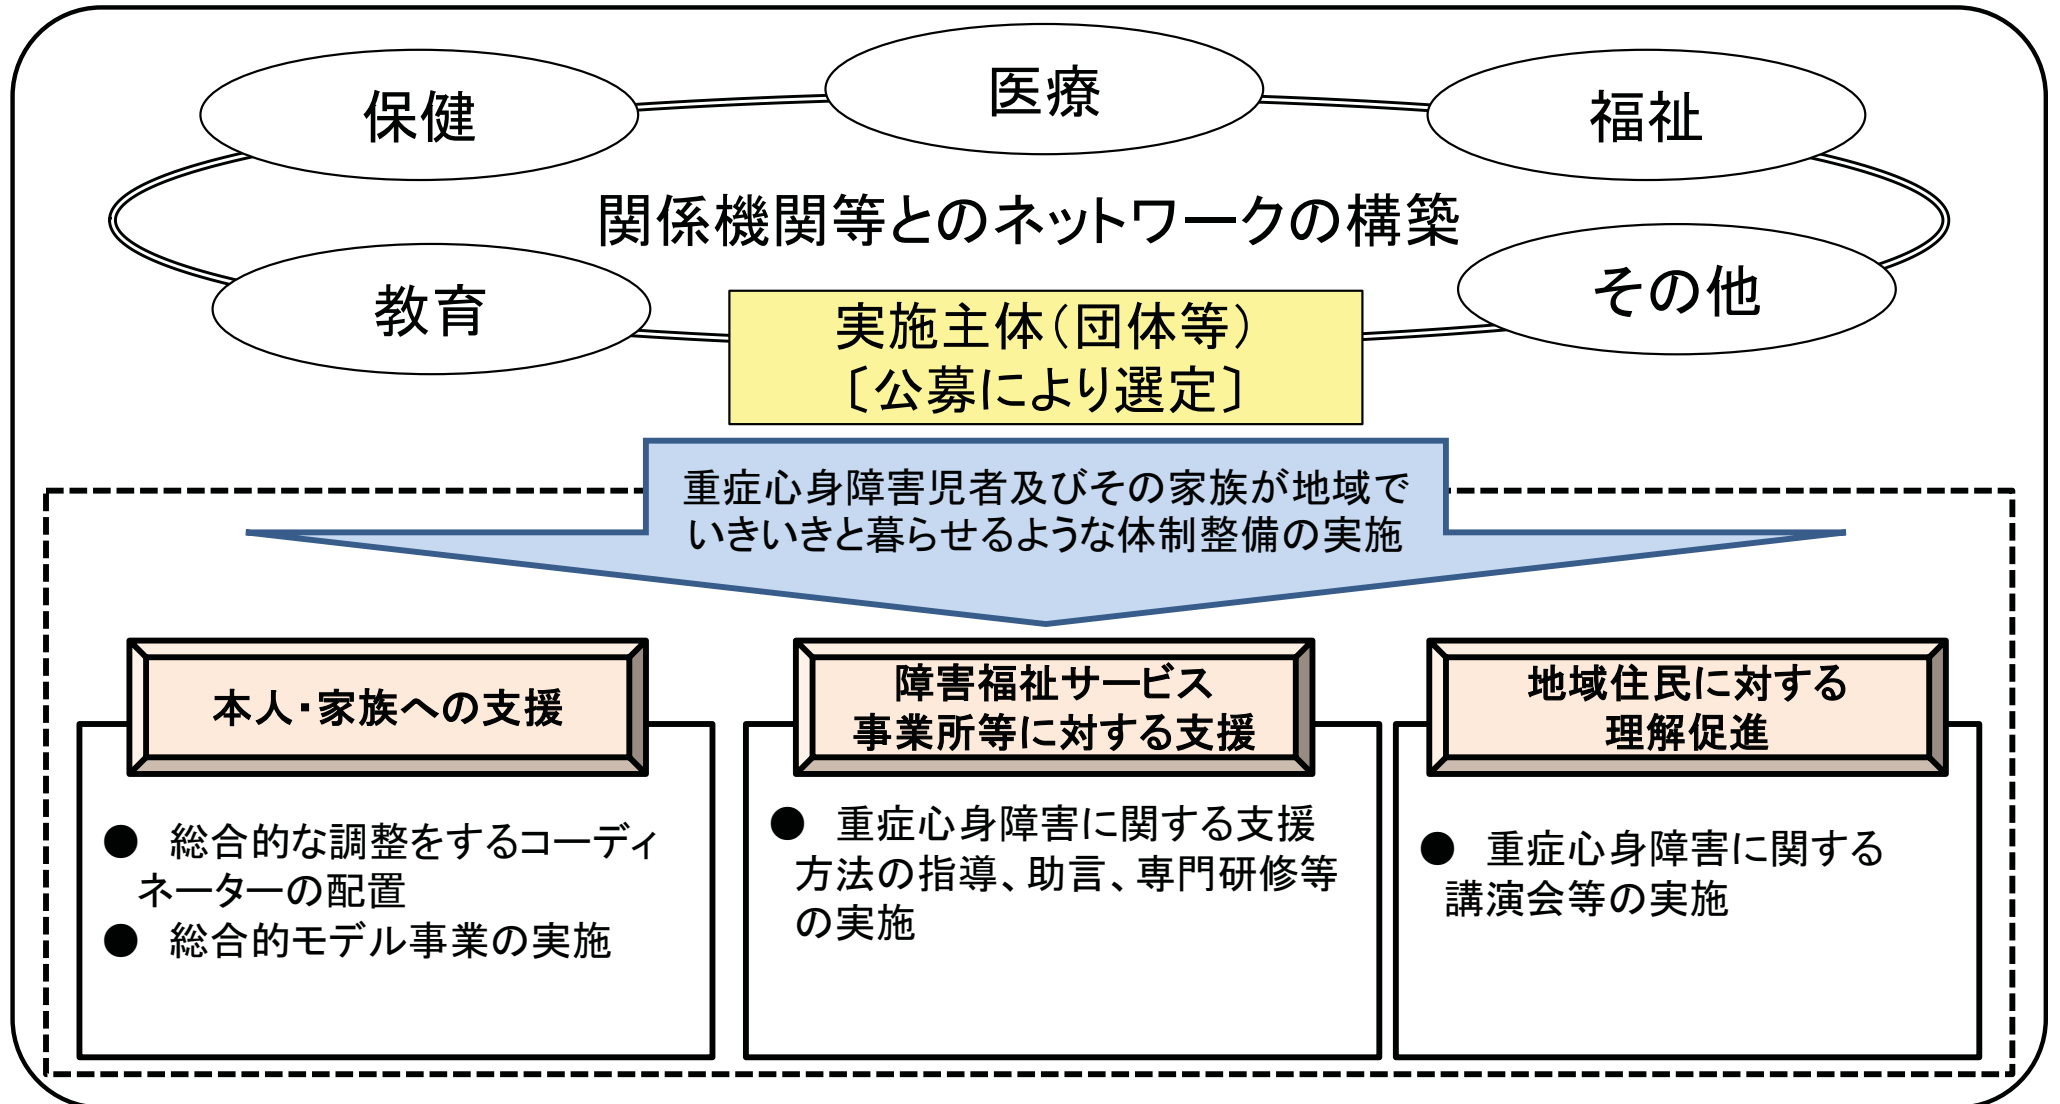 保健
医療
福祉
関係機関等とのネットワークの構築
教育
その他
実施主体（団体等）
〔公募により選定〕
重症心身障害児者及びその家族が地域で
いきいきと暮らせるような体制整備の実施
本人・家族への支援
● 総合的な調整をするコーディ
ネーターの配置
● 総合的モデル事業の実施
障害福祉サービス
事業所等に対する支援
● 重症心身障害に関する支援
方法の指導、助言、専門研修等
の実施
地域住民に対する
理解促進
● 重症心身障害に関する
講演会等の実施